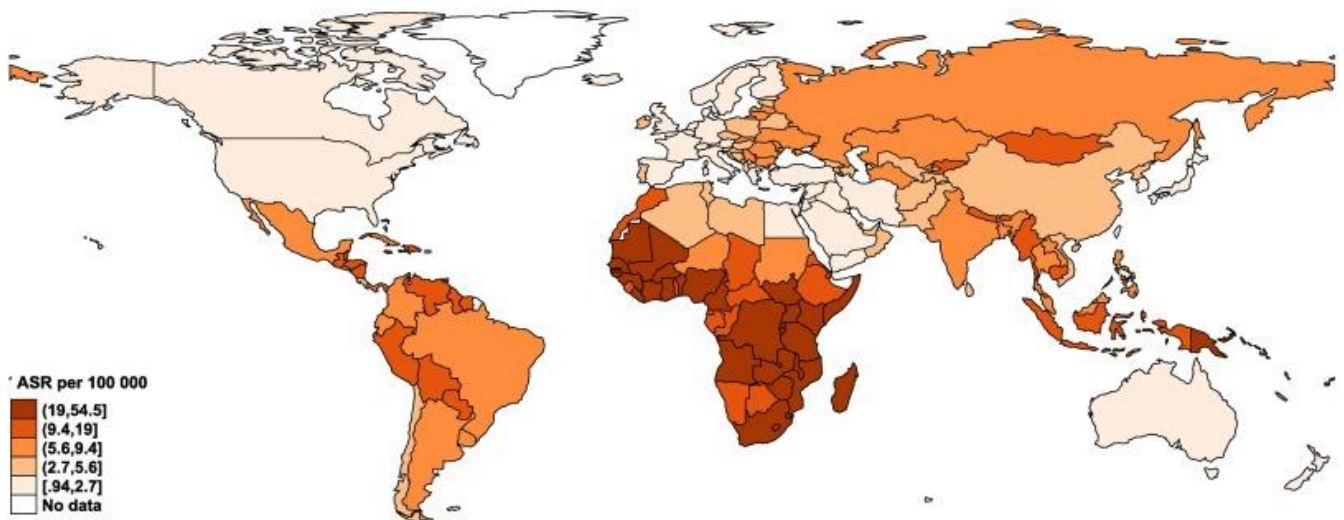 ' ASR per 100 000
(19,54.5]
(9.4,19]
(5.6,9.4]
(2.7,5.6]
[.94,2.7]
No data